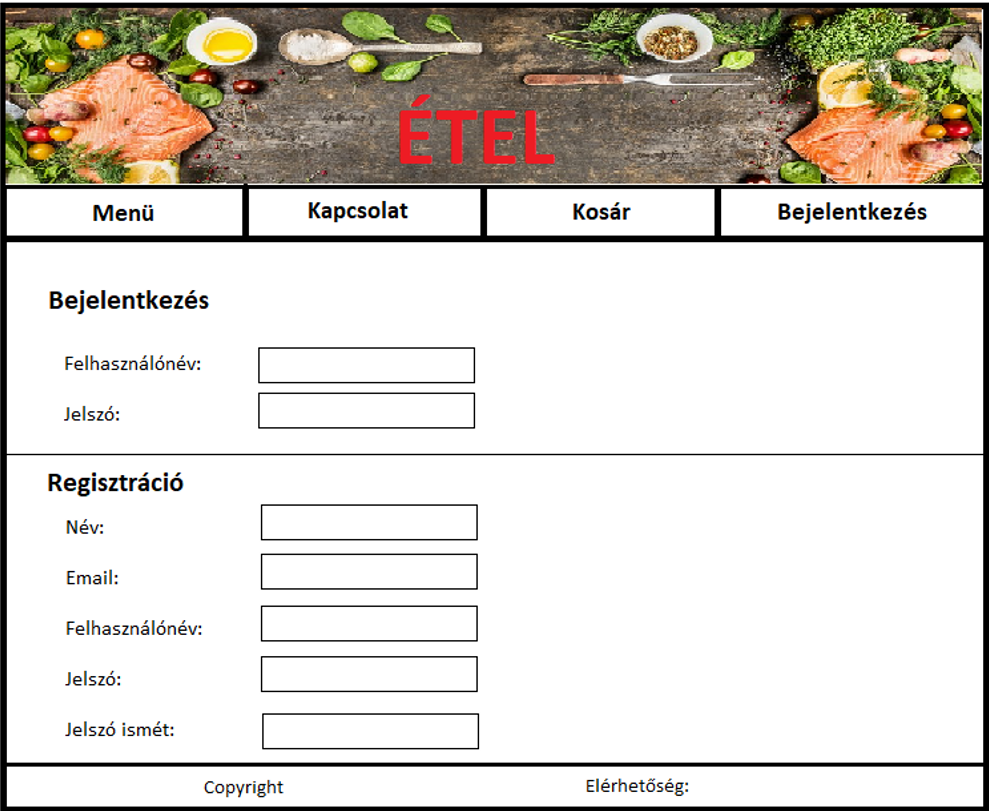 ÉTEL
Menü Kapcsolat Kosár Bejelentkezés
Bejelentkezés
Felhasználónév:
Jelszó:
Regisztráció
Név:
Email:
Felhasználónév:
Jelszó:
Jelszó ismét:
Copyright Elérhetőség: